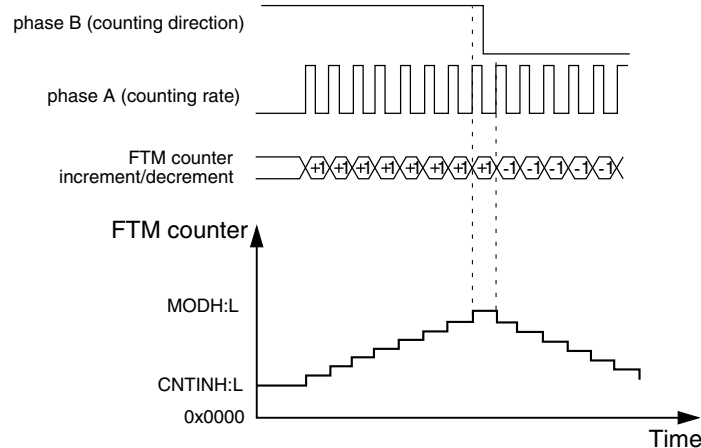 phase B (counting direction)
phase A (counting rate)
FTM counter
increment/decrement
+1 +1 +1 +1 +1 +1 +1 +1 -1 -1 -1 -1 -1
FTM counter
MODH:L
CNTINH:L
0x0000
Time